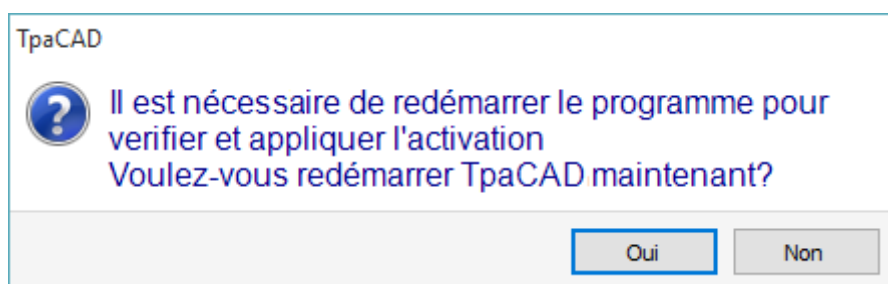 TpaCAD
Il est nécessaire de redémarrer le programme pour
verifier et appliquer l'activation
Voulez-vous redémarrer TpaCAD maintenant?
Oui
Non